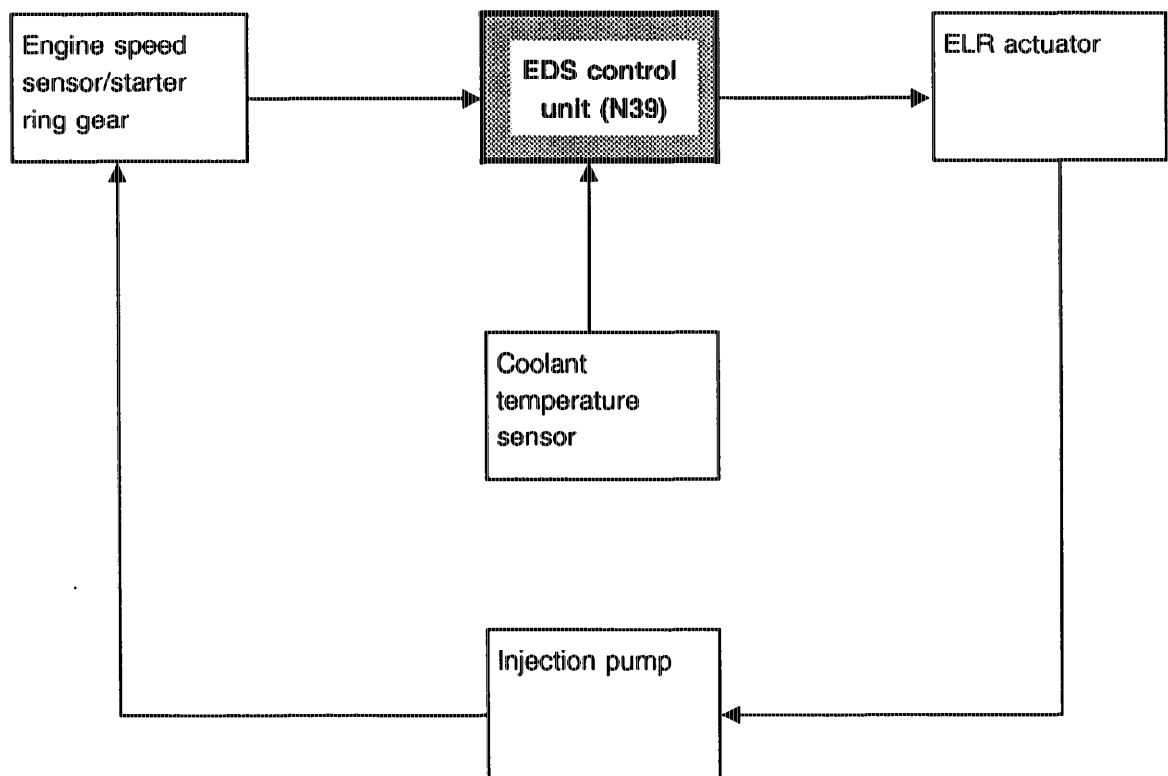 Engine speed
sensor/starter
ring gear
EDS control
unit (N39)
ELR actuator
Coolant
temperature
sensor
Injection pump